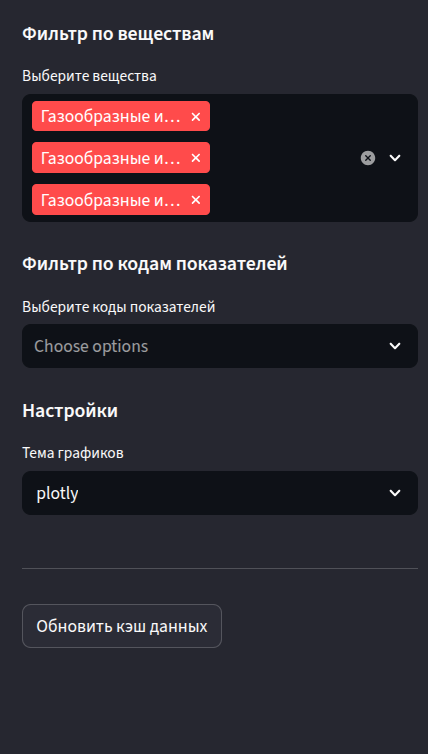 Фильтр по веществам
Выберите вещества
Газообразные и...
Газообразные и...
Газообразные и...
Фильтр по кодам показателей
Выберите коды показателей
Choose options
Настройки
Тема графиков
plotly
Обновить кэш данных